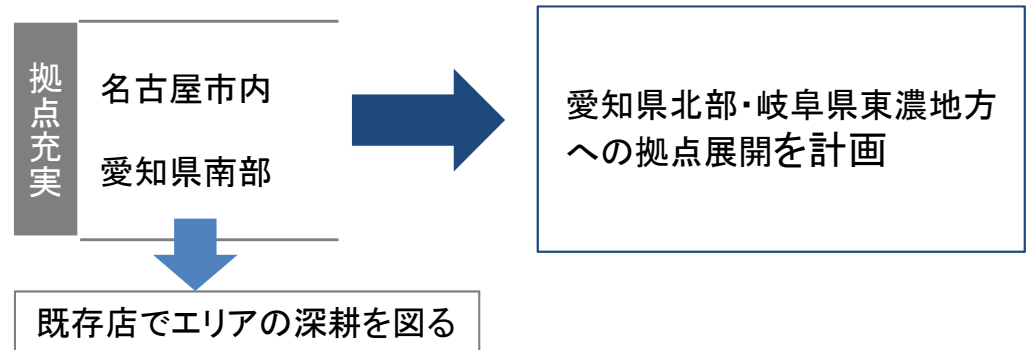 拠点充実
名古屋市内
愛知県南部
愛知県北部・岐阜県東濃地方
への拠点展開を計画
既存店でエリアの深耕を図る